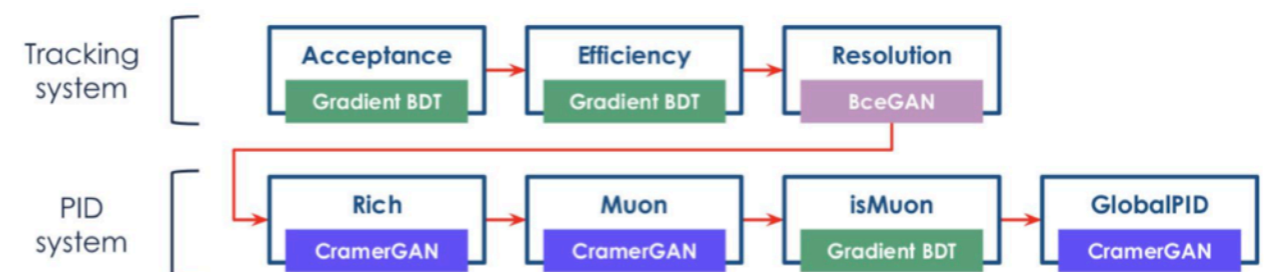 Tracking
system
Acceptance
Gradient BDT
Efficiency
Gradient BDT
Resolution
BceGAN
PID
system
Rich
CramerGAN
Muon
CramerGAN
isMuon
Gradient BDT
GlobalPID
CramerGAN